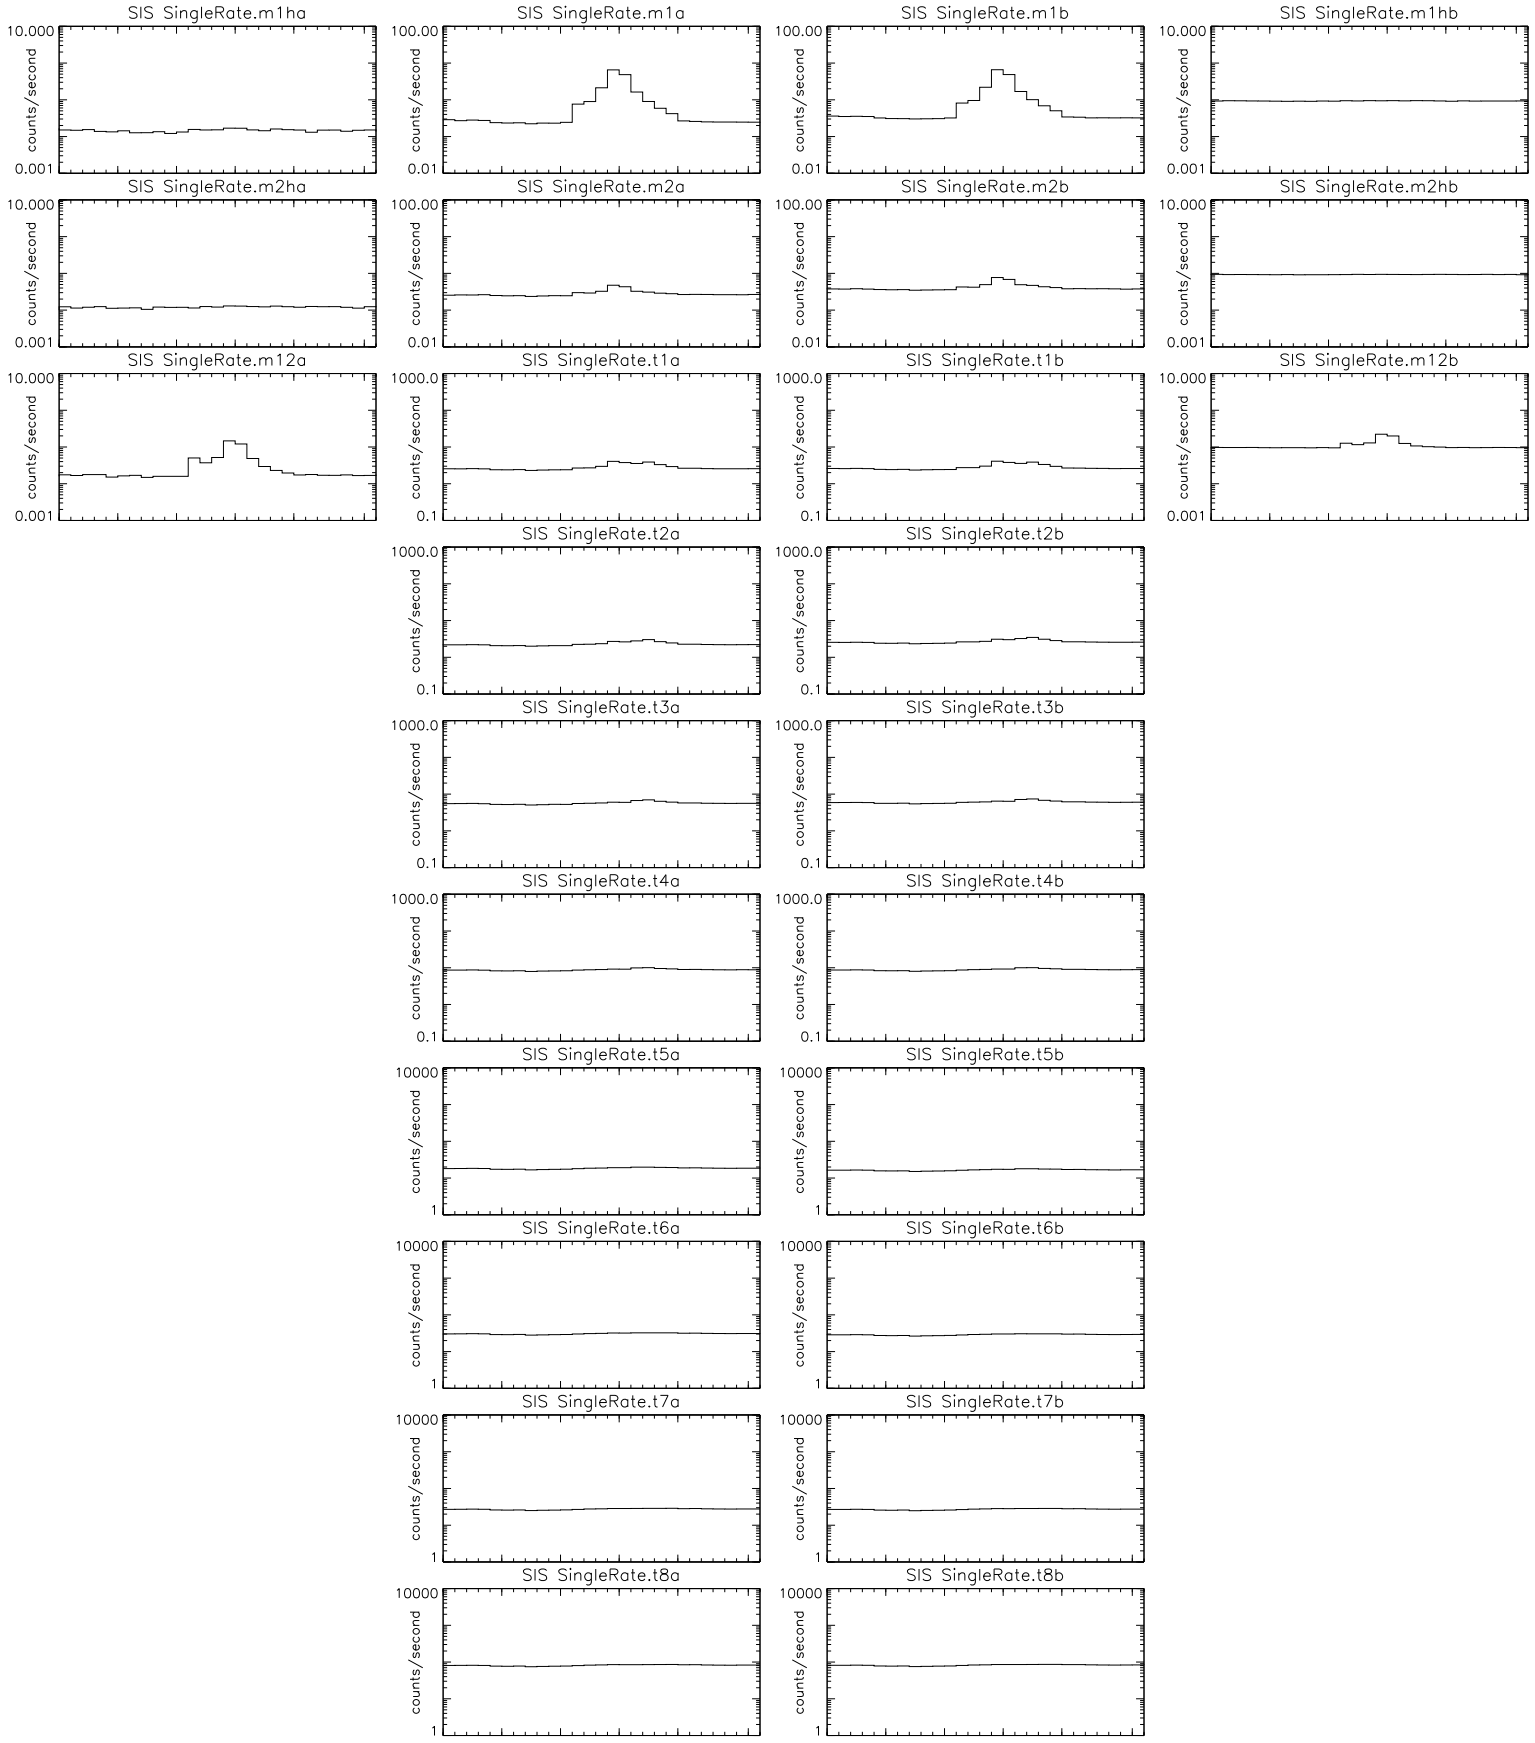 SIS SingleRate.m1ha
10.000
counts/second
0.001
SIS SingleRate.m1a
100.00
counts/second
0.01
SIS SingleRate.m1b
100.00
counts/second
0.01
SIS SingleRate.m1hb
10.000
counts/second
0.001
SIS SingleRate.m2ha
10.000
counts/second
0.001
SIS SingleRate.m2a
100.00
counts/second
0.01
SIS SingleRate.m2b
100.00
counts/second
0.01
SIS SingleRate.m2hb
10.000
counts/second
0.001
SIS SingleRate.m12a
10.000
counts/second
0.001
SIS SingleRate.t1a
1000.0
counts/second
0.1
SIS SingleRate.t1b
1000.0
counts/second
0.1
SIS SingleRate.m12b
10.000
counts/second
0.001
SIS SingleRate.t2a
1000.0
counts/second
0.1
SIS SingleRate.t2b
1000.0
counts/second
0.1
SIS SingleRate.t3a
1000.0
counts/second
0.1
SIS SingleRate.t3b
1000.0
counts/second
0.1
SIS SingleRate.t4a
1000.0
counts/second
0.1
SIS SingleRate.t4b
1000.0
counts/second
0.1
SIS SingleRate.t5a
10000
counts/second
1
SIS SingleRate.t5b
10000
counts/second
1
SIS SingleRate.t6a
10000
counts/second
1
SIS SingleRate.t6b
10000
counts/second
1
SIS SingleRate.t7a
10000
counts/second
1
SIS SingleRate.t7b
10000
counts/second
1
SIS SingleRate.t8a
10000
counts/second
1
SIS SingleRate.t8b
10000
counts/second
1